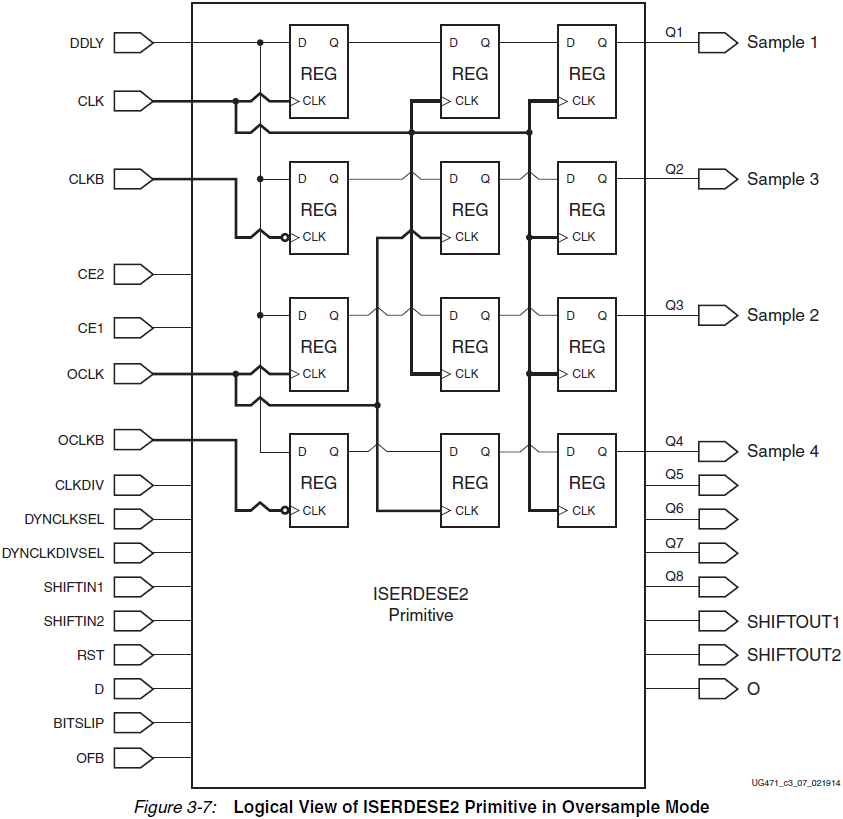 DDLY D Q D Q D Q Q1 Sample 1
REG REG REG
CLK CLK CLK CLK
CLKB D Q D Q D Q Q2 Sample 3
REG REG REG
CLK CLK CLK
CE2
CE1 D Q D Q D Q Q3 Sample 2
REG REG REG
OCLK CLK CLK CLK
OCLKB D Q D Q D Q Q4 Sample 4
CLKDIV REG REG REG Q5
DYNCLKSEL CLK CLK CLK Q6
DYNCLKDIVSEL Q7
SHIFTIN1 ISERDESE2 Q8
SHIFTIN2 Primitive SHIFTOUT1
RST SHIFTOUT2
D O
BITSLIP
OFB
UG471_c3_07_021914
Figure 3-7: Logical View of ISERDESE2 Primitive in Oversample Mode